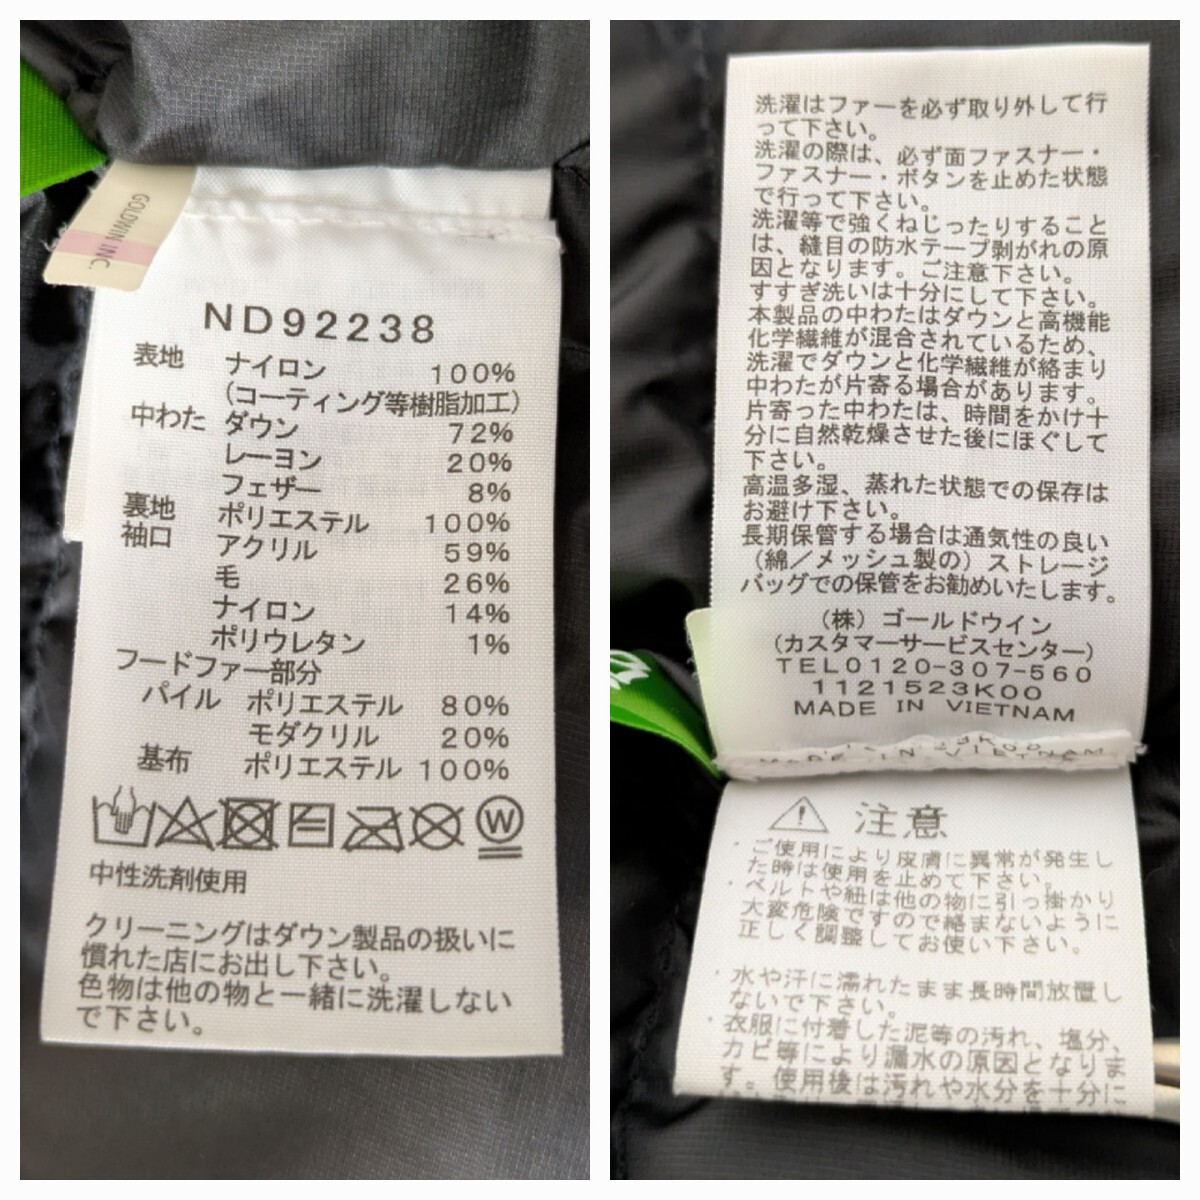 GOLDWIN INC.
ND92238
表地 ナイロン 100%
(コーティング等樹脂加工)
中わた ダウン 72%
レーヨン 20%
フェザー 8%
裏地 ポリエステル 100%
袖口 アクリル 59%
毛 26%
ナイロン 14%
ポリウレタン 1%
フードファー部分
パイル ポリエステル 80%
モダクリル 20%
基布 ポリエステル 100%
W
中性洗剤使用
クリーニングはダウン製品の扱いに
慣れた店にお出し下さい。
色物は他の物と一緒に洗濯しない
で下さい。
洗濯はファーを必ず取り外して行
って下さい。
洗濯の際は、必ず面ファスナー・
ファスナー・ボタンを止めた状態
で行って下さい。
洗濯等で強くねじったりすること
は、縫目の防水テープ剥がれの原
因となります。ご注意下さい。
すすぎ洗いは十分にして下さい。
本製品の中わたはダウンと高機能
化学繊維が混合されているため、
洗濯でダウンと化学繊維が絡まり
中わたが片寄る場合があります。
片寄った中わたは、時間をかけ十
分に自然乾燥させた後にほぐして
下さい。
高温多湿、蒸れた状態での保存は
お避け下さい。
長期保管する場合は通気性の良い
(綿/メッシュ製の)ストレージ
バッグでの保管をお勧めいたします。
(株)ゴールドウイン
(カスタマーサービスセンター)
TEL0120-307-560
1121523K00
MADE IN VIETNAM
MADE IN VIETNAM
注意
・ご使用により皮膚に異常が発生し
た時は使用を止めて下さい。
・ベルトや紐は他の物に引っ掛かり
大変危険ですので絡まないように
正しく調整してお使い下さい。
・水や汗に濡れたまま長時間放置し
ないで下さい。
・衣服に付着した泥等の汚れ、塩分、
カビ等により漏水の原因となりま
す。使用後は汚れや水分を十分に